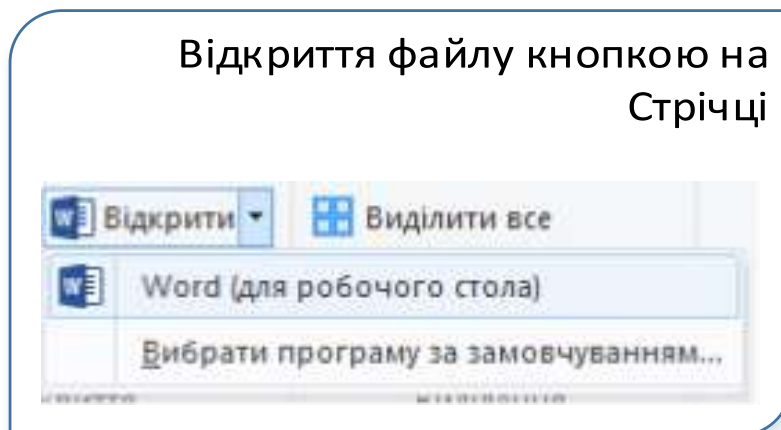 Відкриття файлу кнопкою на
Стрічці
Відкрити
Виділити все
Word (для робочого стола)
Вибрати програму за замовчуванням...